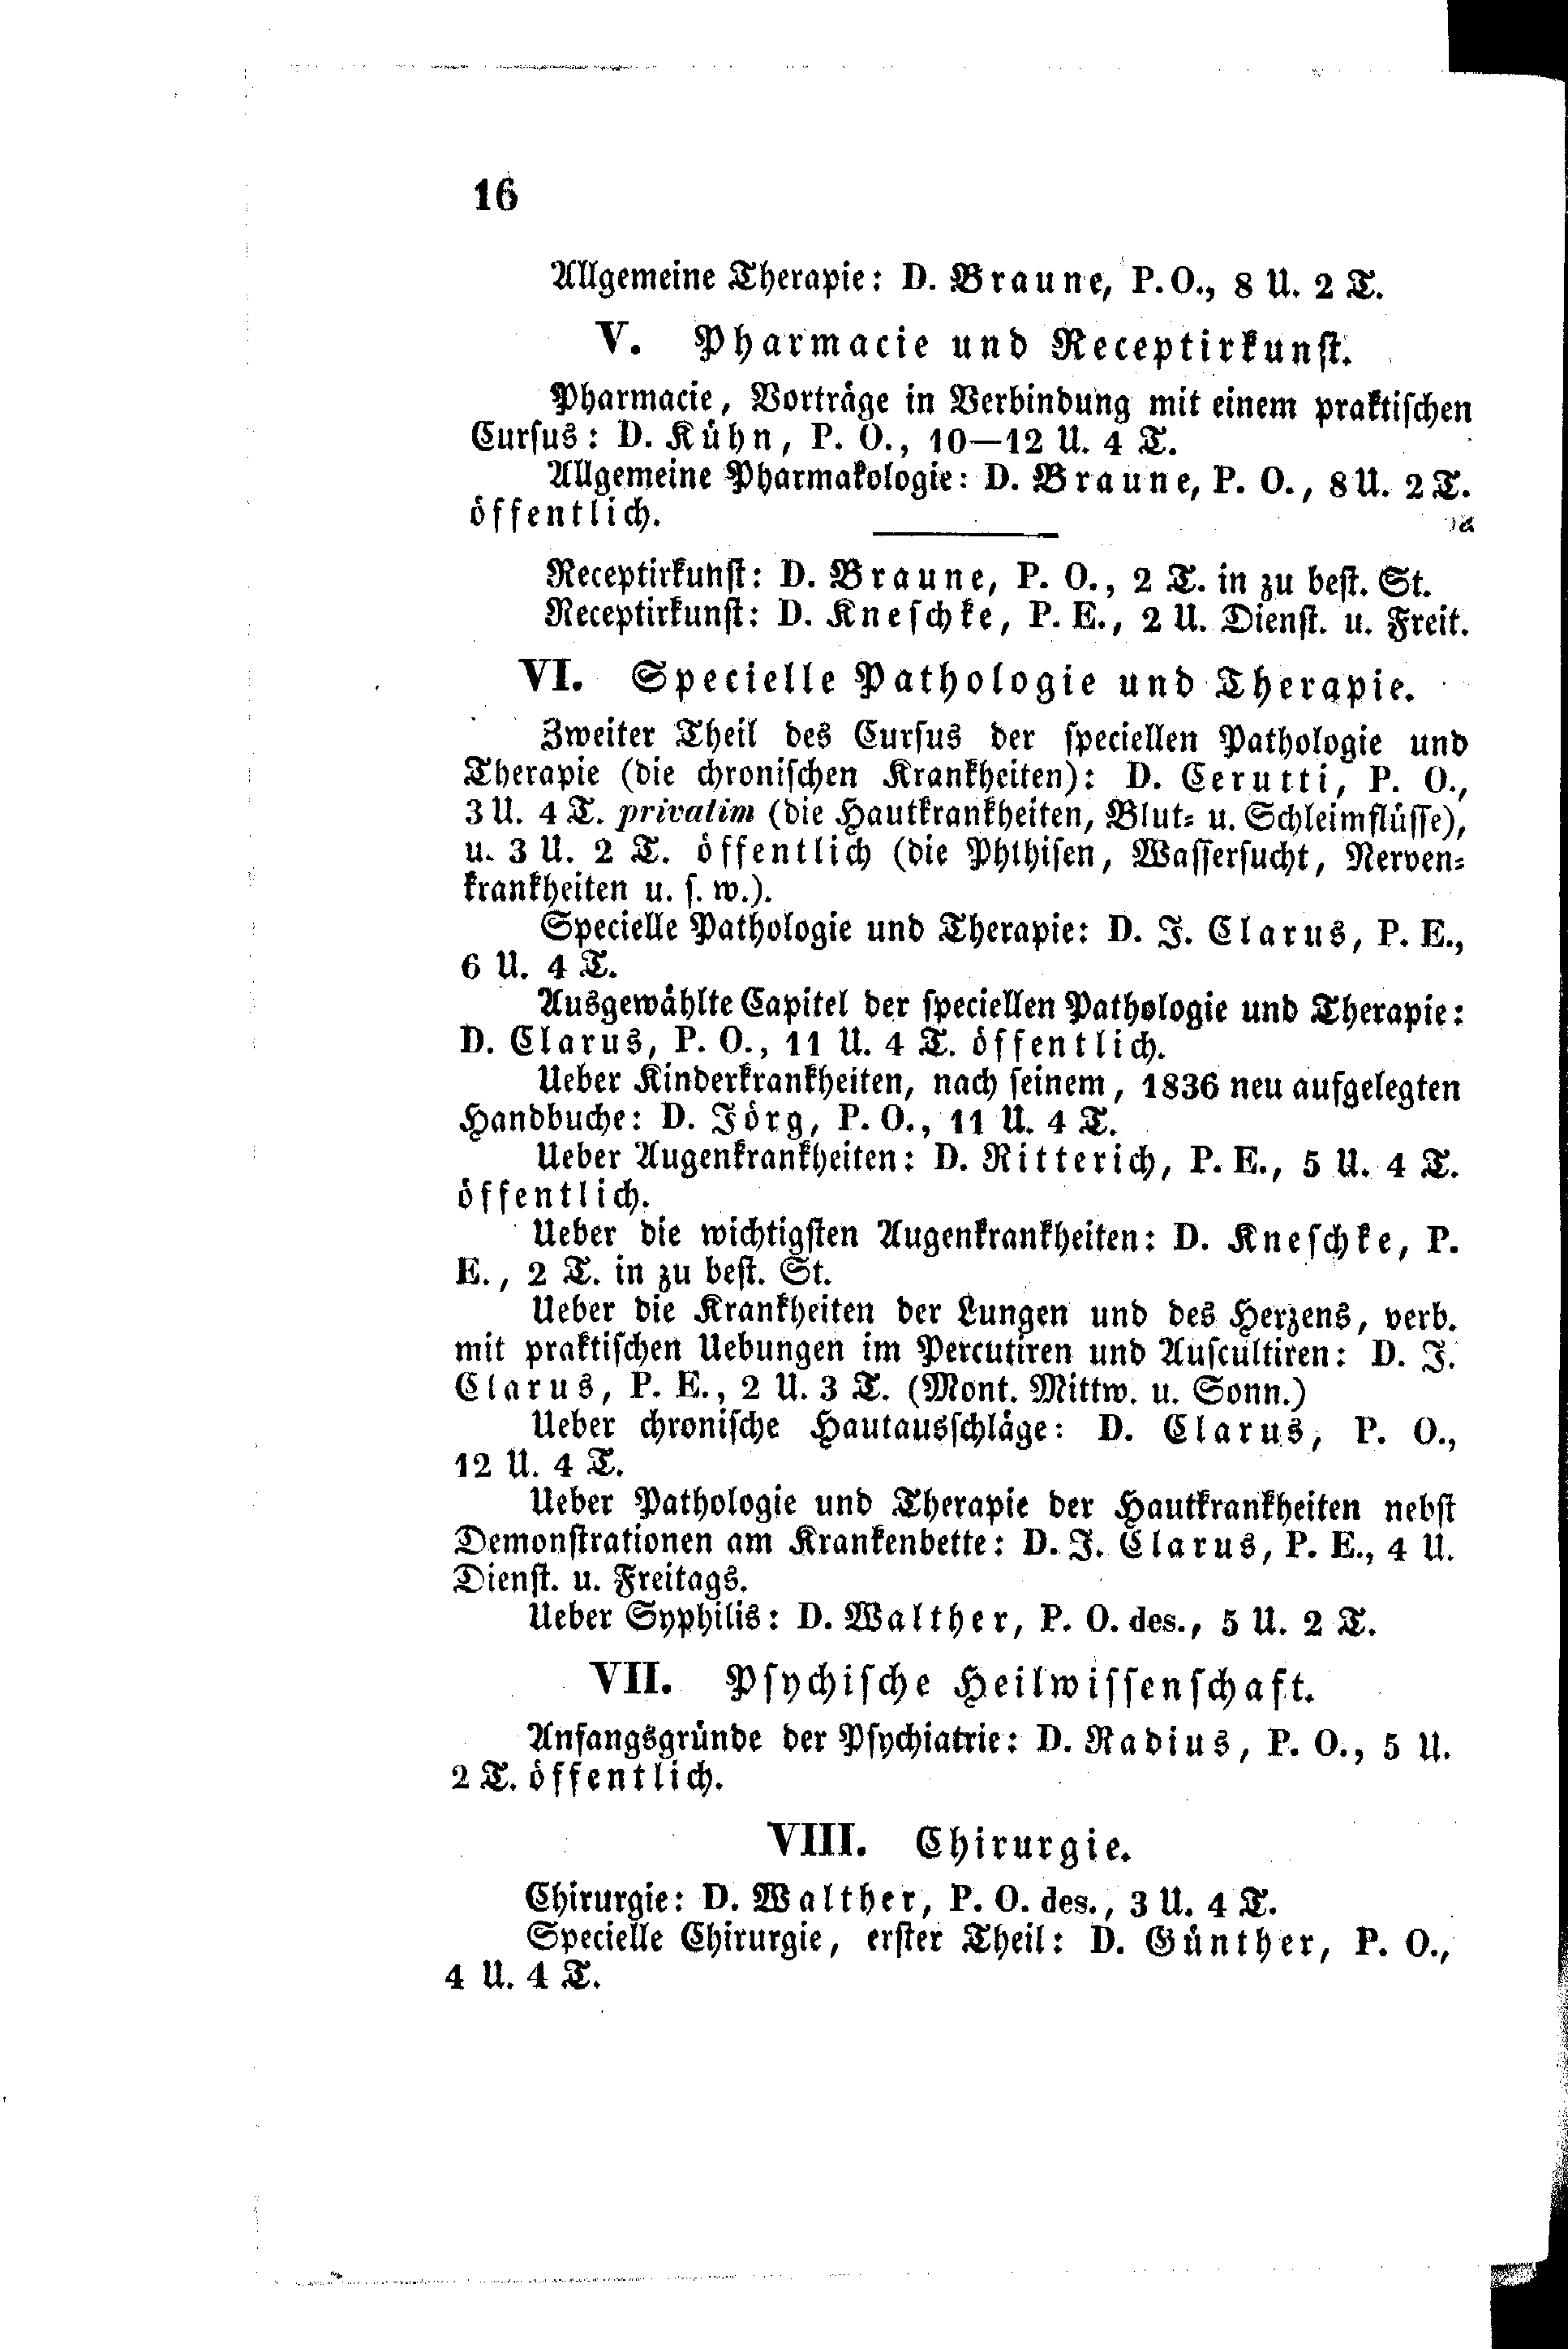 16
Allgemeine Therapie: D. Braune, P. O., 8 U. 2 T.
V. Pharmacie und Receptirkunst.
Pharmacie, Vorträge in Verbindung mit einem praktischen
Cursus: D. Kühn, P. O., 10—12 U. 4 T.
Allgemeine Pharmakologie: D. Braune, P. O., 8 U. 2 T.
öffentlich.
Receptirkunst: D. Braune, P. O., 2 T. in zu best. St.
Receptirkunst: D. Kneschke, P. E., 2 U. Dienst. u. Freit.
VI. Specielle Pathologie und Therapie.
Zweiter Theil des Cursus der speciellen Pathologie und
Therapie (die chronischen Krankheiten): D. Cerutti, P. O.,
3 U. 4 T. privatim (die Hautkrankheiten, Blut- u. Schleimflüsse),
u. 3 U. 2 T. öffentlich (die Phthisen, Wassersucht, Nerven-
krankheiten u. s. w.).
Specielle Pathologie und Therapie: D. J. Clarus, P. E.,
6 U. 4 T.
Ausgewählte Capitel der speciellen Pathologie und Therapie:
D. Clarus, P. O., 11 U. 4 T. öffentlich.
Ueber Kinderkrankheiten, nach seinem, 1836 neu aufgelegten
Handbuche: D. Jörg, P. O., 11 U. 4 T.
Ueber Augenkrankheiten: D. Ritterich, P. E., 5 U. 4 T.
öffentlich.
Ueber die wichtigsten Augenkrankheiten: D. Kneschke, P.
E., 2 T. in zu best. St.
Ueber die Krankheiten der Lungen und des Herzens, verb.
mit praktischen Uebungen im Percutiren und Auscultiren: D. J.
Clarus, P. E., 2 U. 3 T. (Mont. Mittw. u. Sonn.)
Ueber chronische Hautausschläge: D. Clarus, P. O.,
12 U. 4 T.
Ueber Pathologie und Therapie der Hautkrankheiten nebst
Demonstrationen am Krankenbette: D. J. Clarus, P. E., 4 U.
Dienst. u. Freitags.
Ueber Syphilis: D. Walther, P. O. des., 5 U. 2 T.
VII. Psychische Heilwissenschaft.
Anfangsgründe der Psychiatrie: D. Radius, P. O., 5 U.
2 T. öffentlich.
VIII. Chirurgie.
Chirurgie: D. Walther, P. O. des., 3 U. 4 T.
Specielle Chirurgie, erster Theil: D. Günther, P. O.,
4 U. 4 T.